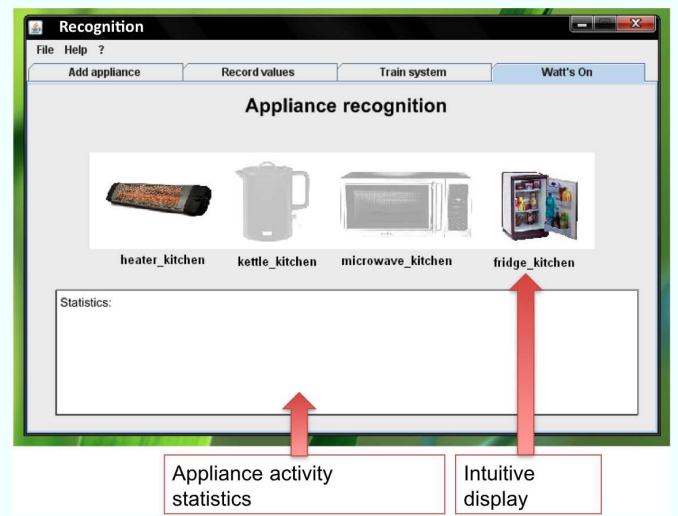 Recognition
File Help ?
Add appliance Record values Train system Watt's On
Appliance recognition
heater_kitchen kettle_kitchen microwave_kitchen fridge_kitchen
Statistics:
Appliance activity
statistics
Intuitive
display